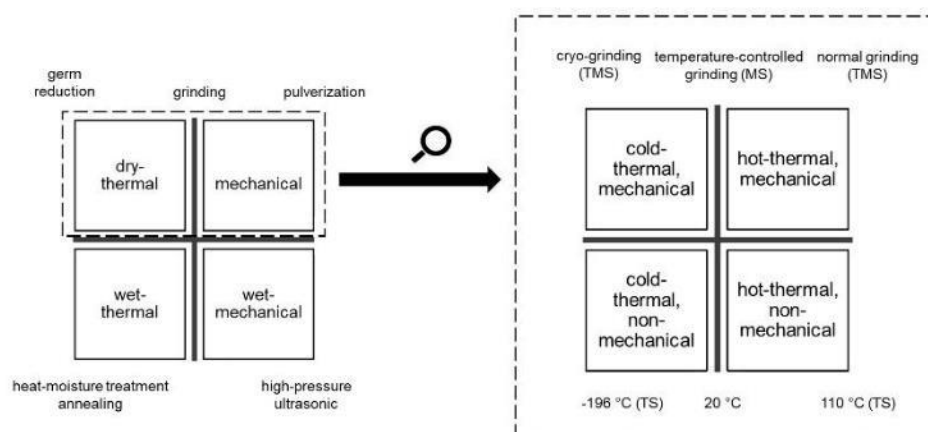 germ
reduction
grinding
pulverization
dry-
thermal
mechanical
wet-
thermal
wet-
mechanical
heat-moisture treatment
annealing
high-pressure
ultrasonic
cryo-grinding
(TMS)
temperature-controlled
grinding (MS)
normal grinding
(TMS)
cold-
thermal,
mechanical
hot-thermal,
mechanical
cold-
thermal,
non-
mechanical
hot-thermal,
non-
mechanical
-196 °C (TS)
20 °C
110 °C (TS)